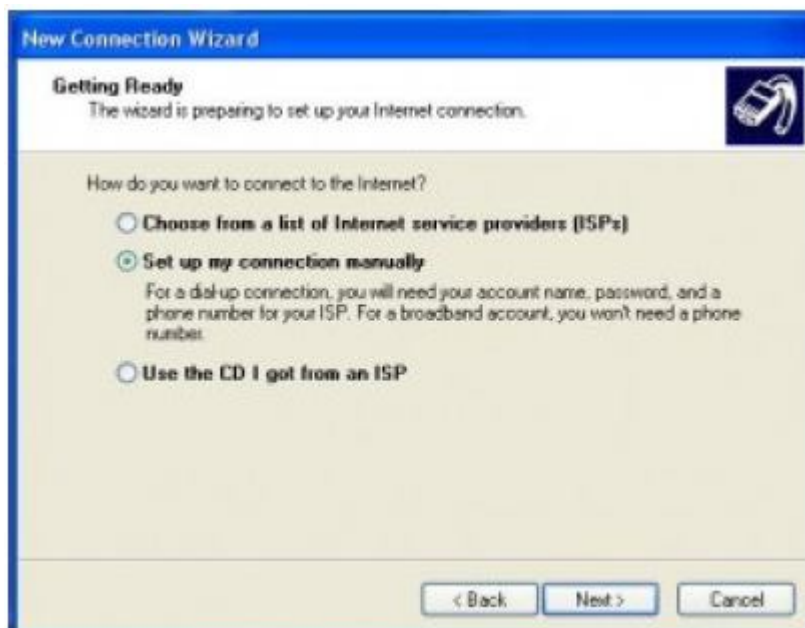 New Connection Wizard
Getting Ready
The wizard is preparing to set up your Internet connection.
How do you want to connect to the Internet?
Choose from a list of Internet service providers (ISPs)
Set up my connection manually
For a dial-up connection, you will need your account name, password, and a
phone number for your ISP. For a broadband account, you won't need a phone
number.
Use the CD I got from an ISP
< Back Next > Cancel